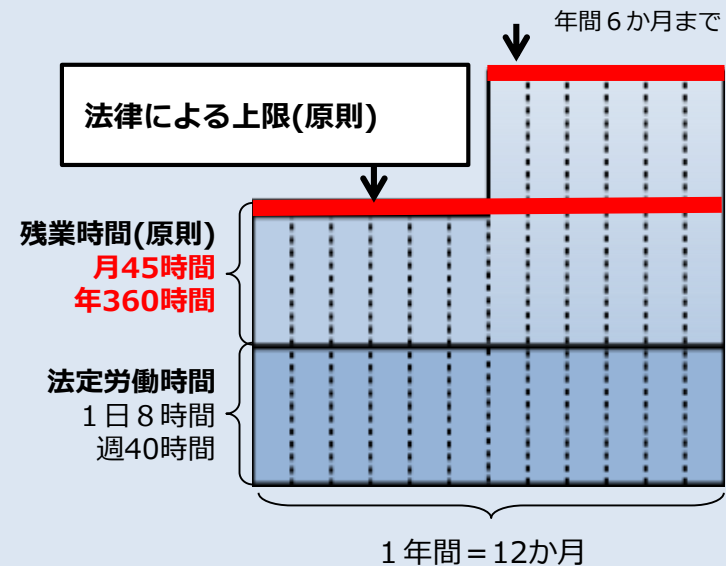 年間６か月まで
法律による上限(原則)
残業時間(原則)
月45時間
年360時間
法定労働時間
１日８時間
週40時間
１年間＝12か月